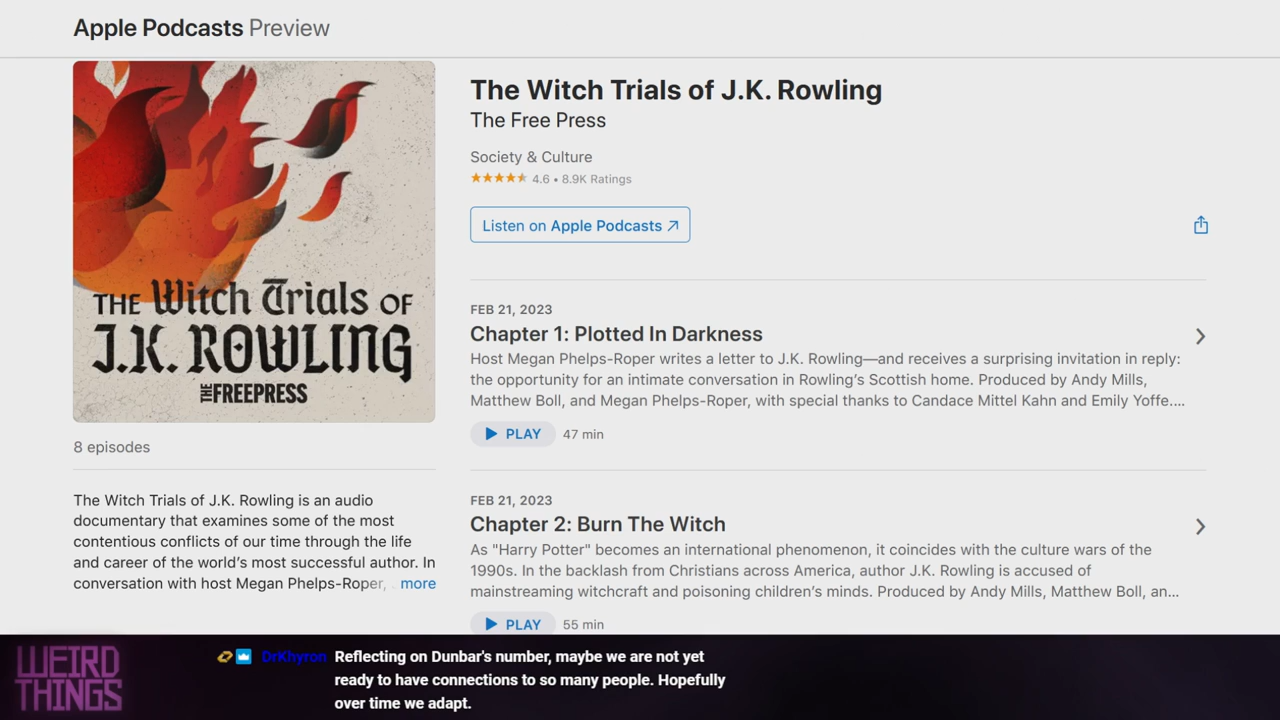 Apple Podcasts Preview
THE Witch Trials OF
J.K. ROWLING
THE FREE PRESS
8 episodes
The Witch Trials of J.K. Rowling is an audio
documentary that examines some of the most
contentious conflicts of our time through the life
and career of the world's most successful author. In
conversation with host Megan Phelps-Roper, more
The Witch Trials of J.K. Rowling
The Free Press
Society & Culture
4.6 • 8.9K Ratings
Listen on Apple Podcasts ↗
FEB 21, 2023
Chapter 1: Plotted In Darkness
Host Megan Phelps-Roper writes a letter to J.K. Rowling—and receives a surprising invitation in reply:
the opportunity for an intimate conversation in Rowling's Scottish home. Produced by Andy Mills,
Matthew Boll, and Megan Phelps-Roper, with special thanks to Candace Mittel Kahn and Emily Yoffe....
PLAY 47 min
FEB 21, 2023
Chapter 2: Burn The Witch
As "Harry Potter" becomes an international phenomenon, it coincides with the culture wars of the
1990s. In the backlash from Christians across America, author J.K. Rowling is accused of
mainstreaming witchcraft and poisoning children's minds. Produced by Andy Mills, Matthew Boll, an...
PLAY 55 min
WEIRD
THINGS
DrKhyron Reflecting on Dunbar's number, maybe we are not yet
ready to have connections to so many people. Hopefully
over time we adapt.